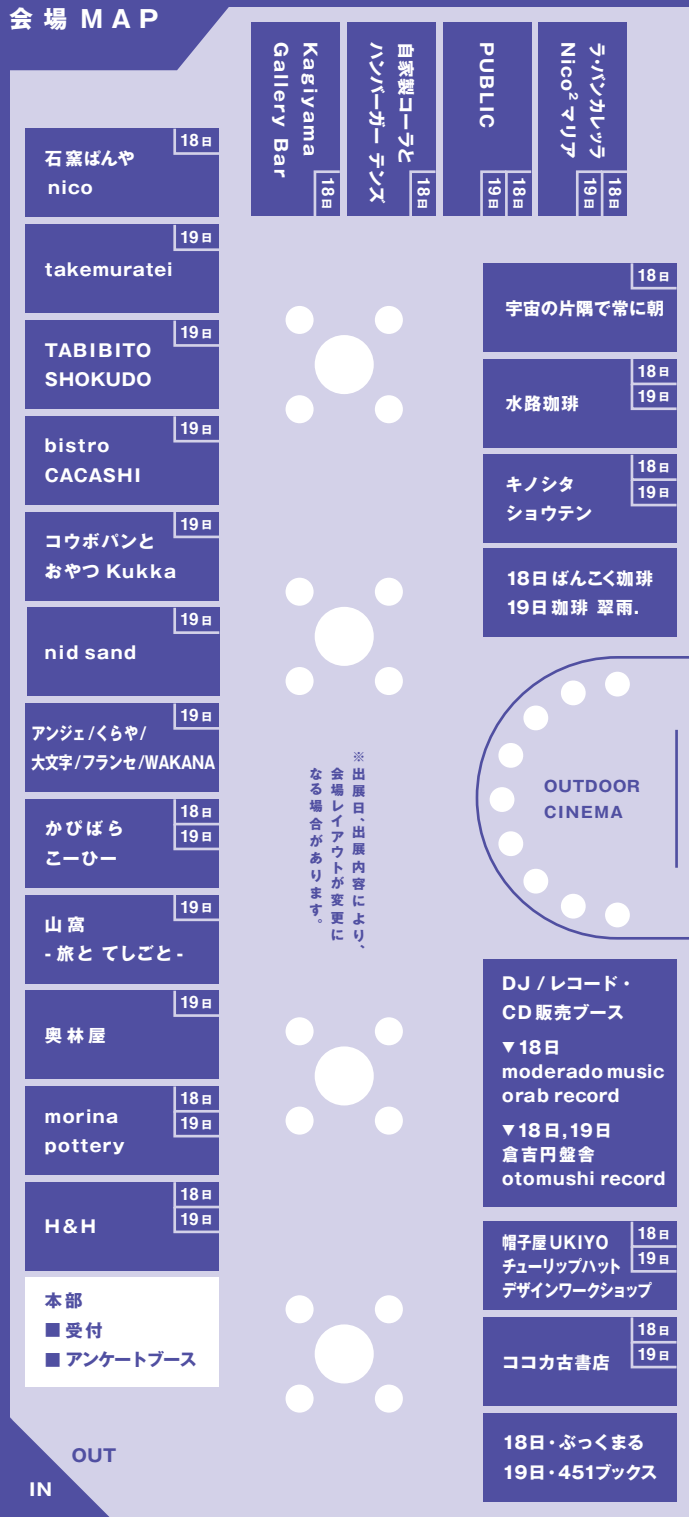 会場 MAP
Kagiyama
Gallery Bar
18日
自家製コーラと
ハンバーガー テンズ
18日
PUBLIC
18日
19日
ラ・バンカレッラ
Nico² マリア
18日
19日
石窯ぱんや
nico
18日
takemuratei
19日
TABIBITO
SHOKUDO
19日
bistro
CACASHI
19日
コウボパンと
おやつ Kukka
19日
nid sand
19日
アンジェ/くらや/
大文字/フランセ/WAKANA
19日
かぴばら
こーひー
18日
19日
山窩
- 旅と てしごと -
19日
奥林屋
19日
morina
pottery
18日
19日
H&H
18日
19日
本部
■ 受付
■ アンケートブース
OUT
IN
※出展日、出展内容により、
会場レイアウトが変更に
なる場合があります。
宇宙の片隅で常に朝
18日
水路珈琲
18日
19日
キノシタ
ショウテン
18日
19日
18日 ばんこく珈琲
19日 珈琲 翠雨.
OUTDOOR
CINEMA
DJ / レコード・
CD 販売ブース
▼18日
moderado music
orab record
▼18日,19日
倉吉円盤舎
otomushi record
帽子屋 UKIYO
チューリップハット
デザインワークショップ
18日
19日
ココカ古書店
18日
19日
18日・ぶっくまる
19日・451ブックス